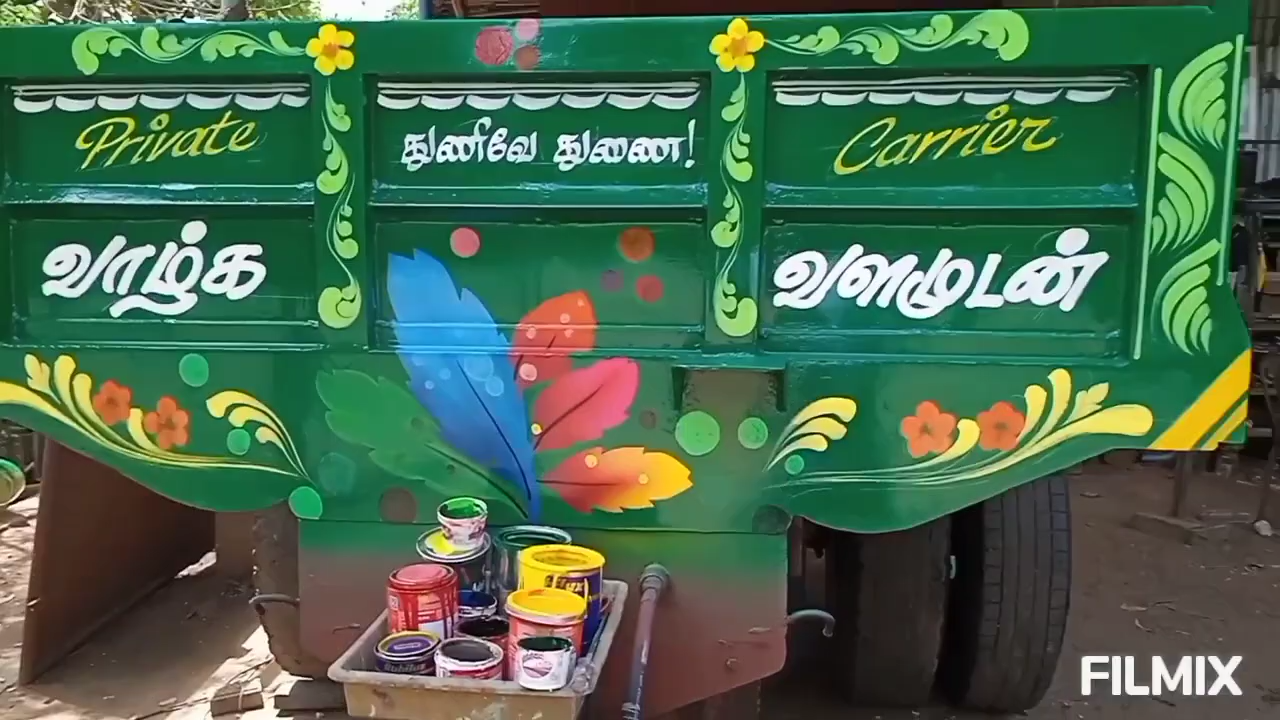 Private
துணிவே துணை!
Carrier
வாழ்க
வளமுடன்
FILMIX